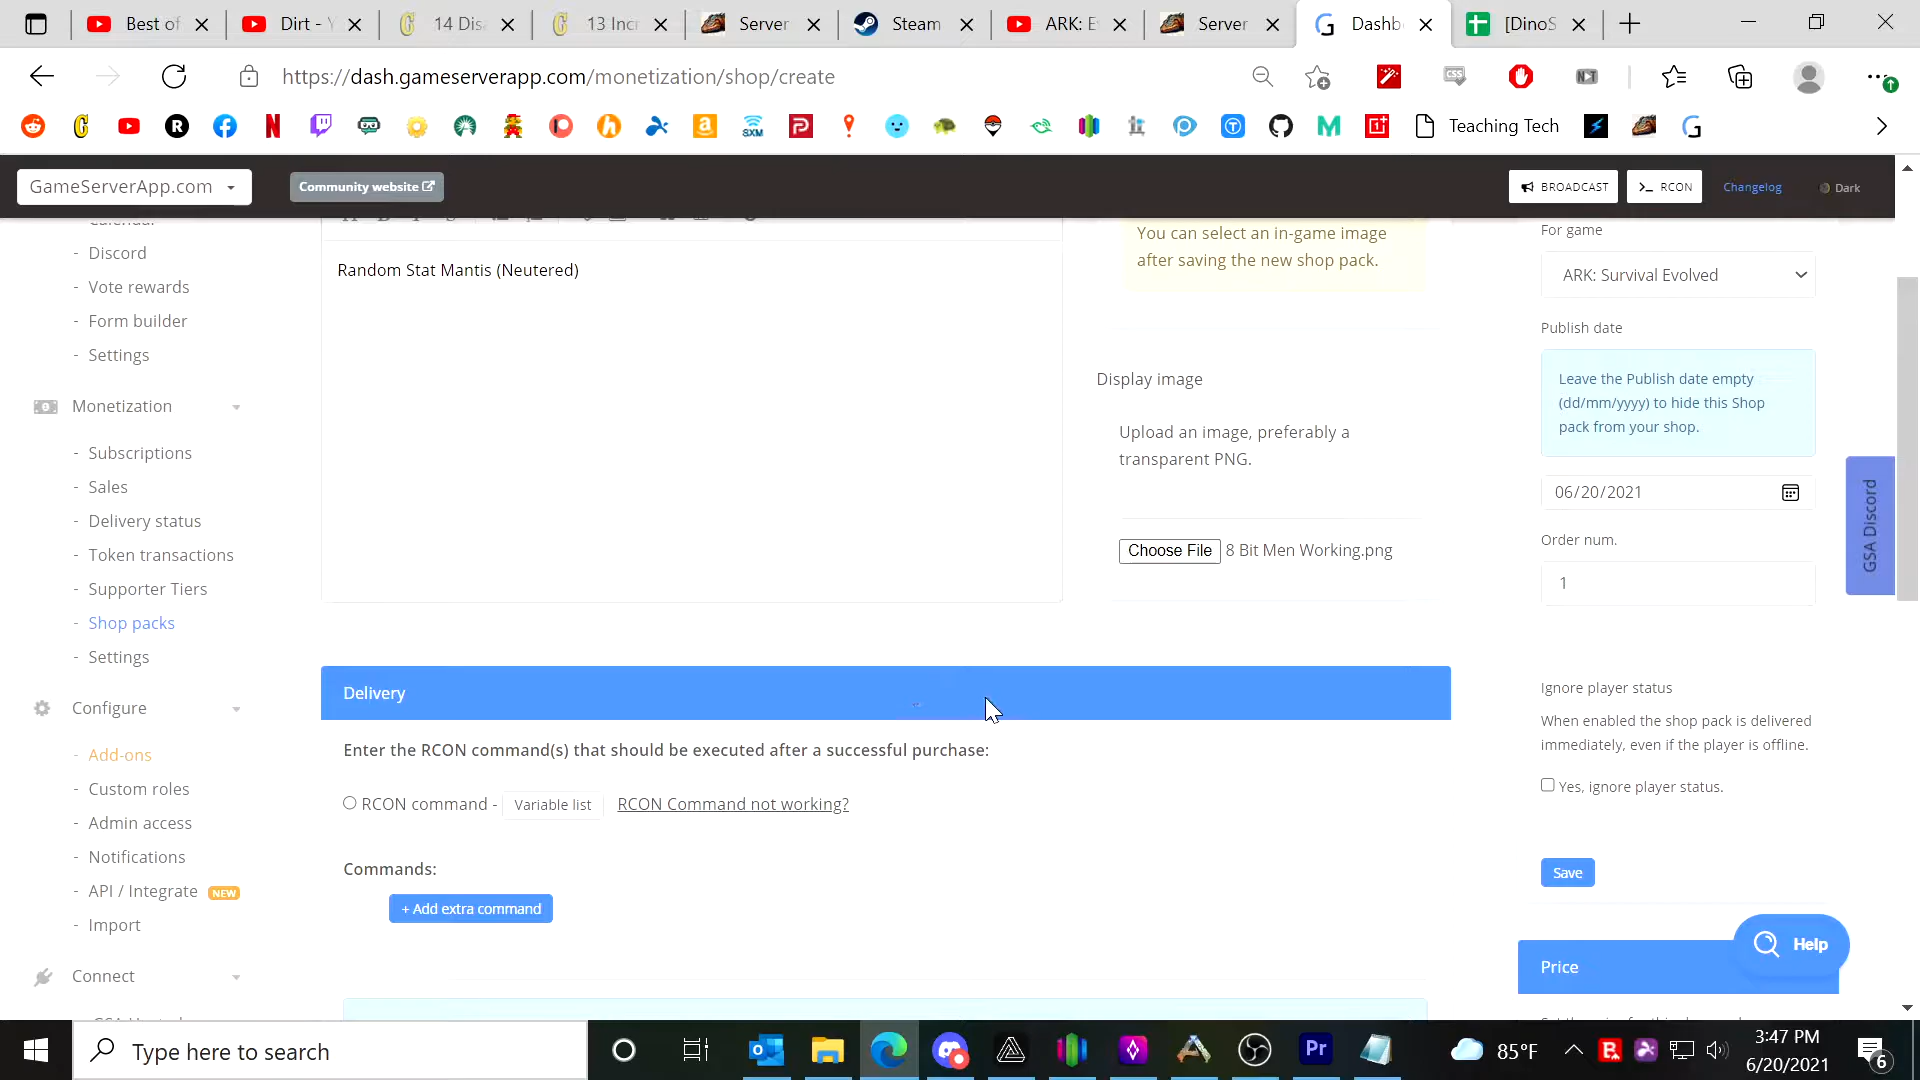 Best of
Dirt - Y
14 Disa
13 Incr
Server
Steam
ARK: E
Server
Dashb
[DinoS
https://dash.gameserverapp.com/monetization/shop/create
Teaching Tech
GameServerApp.com
Community website
BROADCAST
RCON
Changelog
Dark
Calendar
- Discord
- Vote rewards
- Form builder
- Settings
Monetization
- Subscriptions
- Sales
- Delivery status
- Token transactions
- Supporter Tiers
- Shop packs
- Settings
Configure
- Add-ons
- Custom roles
- Admin access
- Notifications
- API / Integrate NEW
- Import
Connect
Random Stat Mantis (Neutered)
You can select an in-game image
after saving the new shop pack.
Display image
Upload an image, preferably a
transparent PNG.
Choose File 8 Bit Men Working.png
Delivery
Enter the RCON command(s) that should be executed after a successful purchase:
RCON command - Variable list RCON Command not working?
Commands:
+ Add extra command
For game
ARK: Survival Evolved
Publish date
Leave the Publish date empty
(dd/mm/yyyy) to hide this Shop
pack from your shop.
06/20/2021
Order num.
1
Ignore player status
When enabled the shop pack is delivered
immediately, even if the player is offline.
Yes, ignore player status.
Save
Price
Help
GSA Discord
Type here to search
85°F
3:47 PM
6/20/2021
6